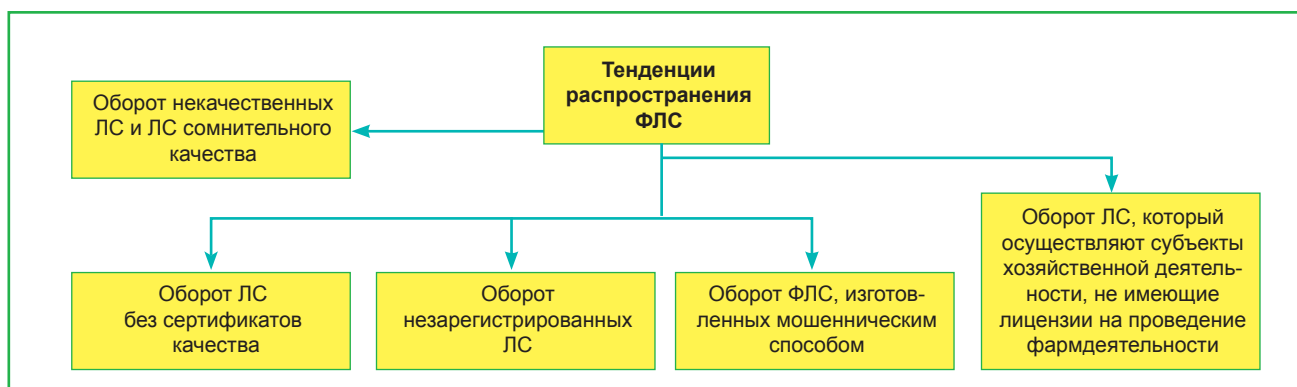 Тенденции
распространения
ФЛС
Оборот некачественных
ЛС и ЛС сомнительного
качества
Оборот ЛС
без сертификатов
качества
Оборот
незарегистрированных
ЛС
Оборот ФЛС, изготов-
ленных мошенническим
способом
Оборот ЛС, который
осуществляют субъекты
хозяйственной деятель-
ности, не имеющие
лицензии на проведение
фармдеятельности